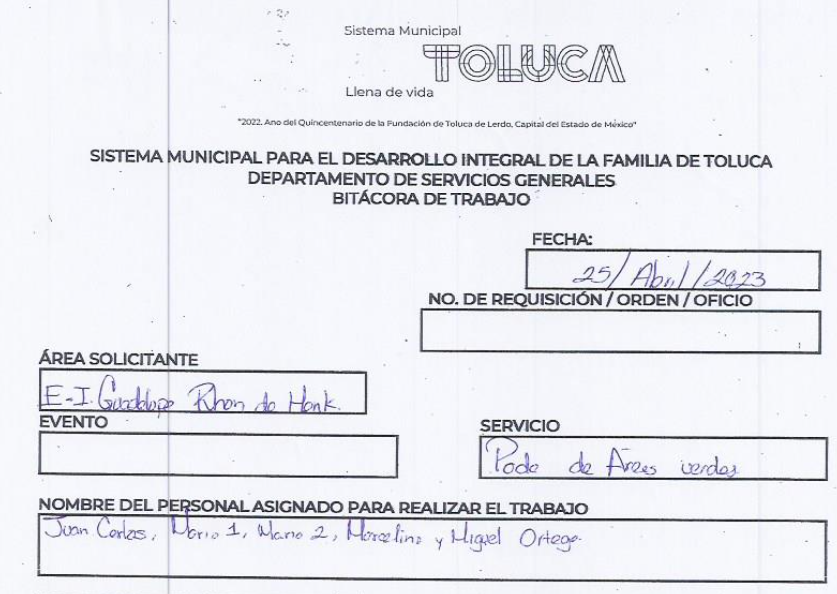 Sistema Municipal
TOLUCA
Llena de vida
"2022. Ano del Quincentenario de la Fundación de Toluca de Lerdo, Capital del Estado de México"
SISTEMA MUNICIPAL PARA EL DESARROLLO INTEGRAL DE LA FAMILIA DE TOLUCA
DEPARTAMENTO DE SERVICIOS GENERALES
BITÁCORA DE TRABAJO
FECHA:
25/Abril/2023
NO. DE REQUISICIÓN / ORDEN / OFICIO
ÁREA SOLICITANTE
E-I. Guadalupe Rhon de Hank.
EVENTO
SERVICIO
Poda de Áreas verdes
NOMBRE DEL PERSONAL ASIGNADO PARA REALIZAR EL TRABAJO
Juan Carlos, Mario 1, Mario 2, Marcelino y Miguel Ortega.